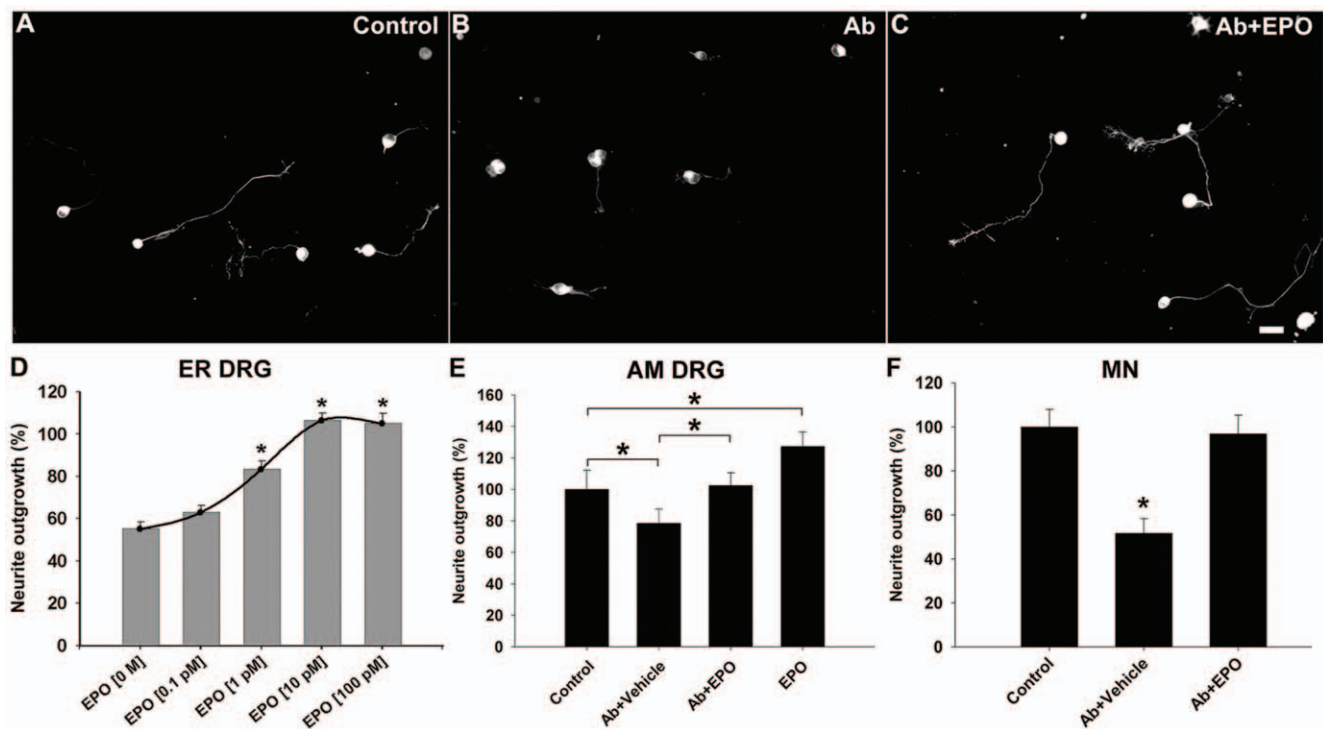 A Control
B Ab
C Ab+EPO
D ER DRG
Neurite outgrowth (%)
120
100
80
60
40
20
0
* * *
EPO [0 M]
EPO [0.1 pM]
EPO [1 pM]
EPO [10 pM]
EPO [100 pM]
E AM DRG
Neurite outgrowth (%)
160
140
120
100
80
60
40
20
0
*
*
*
Control
Ab+Vehicle
Ab+EPO
EPO
F MN
Neurite outgrowth (%)
120
100
80
60
40
20
0
*
Control
Ab+Vehicle
Ab+EPO